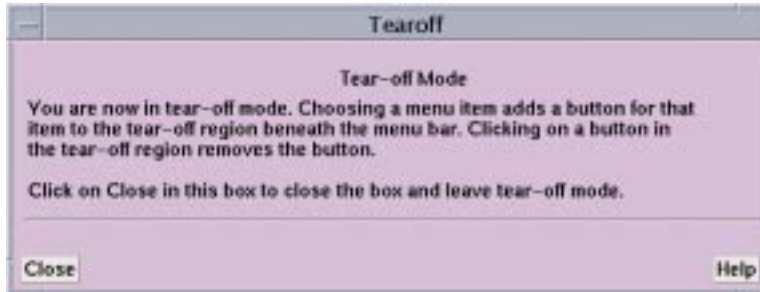 Tearoff
Tear-off Mode
You are now in tear-off mode. Choosing a menu item adds a button for that
item to the tear-off region beneath the menu bar. Clicking on a button in
the tear-off region removes the button.
Click on Close in this box to close the box and leave tear-off mode.
Close
Help